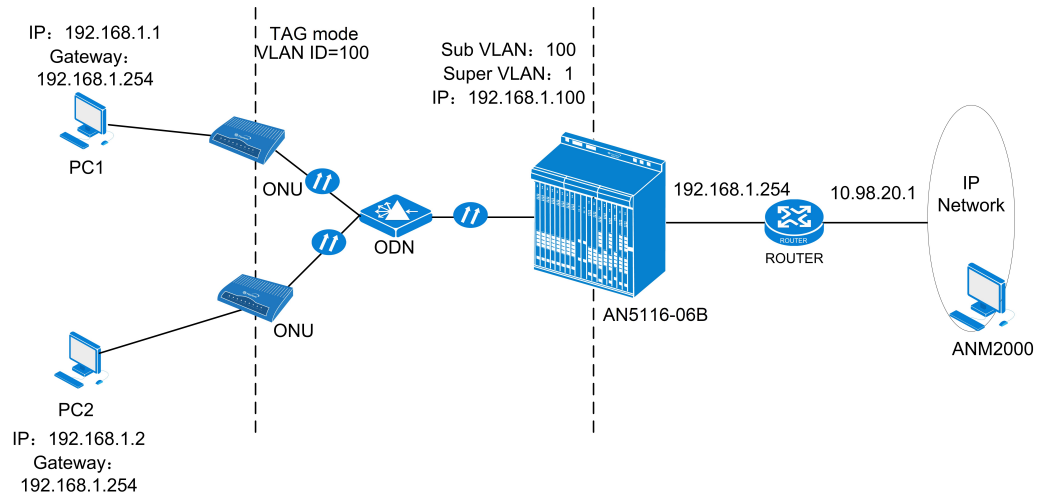 IP：192.168.1.1
Gateway：
192.168.1.254
PC1
TAG mode
VLAN ID=100
ONU
ODN
ONU
PC2
IP：192.168.1.2
Gateway：
192.168.1.254
Sub VLAN：100
Super VLAN：1
IP：192.168.1.100
AN5116-06B
192.168.1.254
ROUTER
ROUTER
10.98.20.1
IP
Network
ANM2000